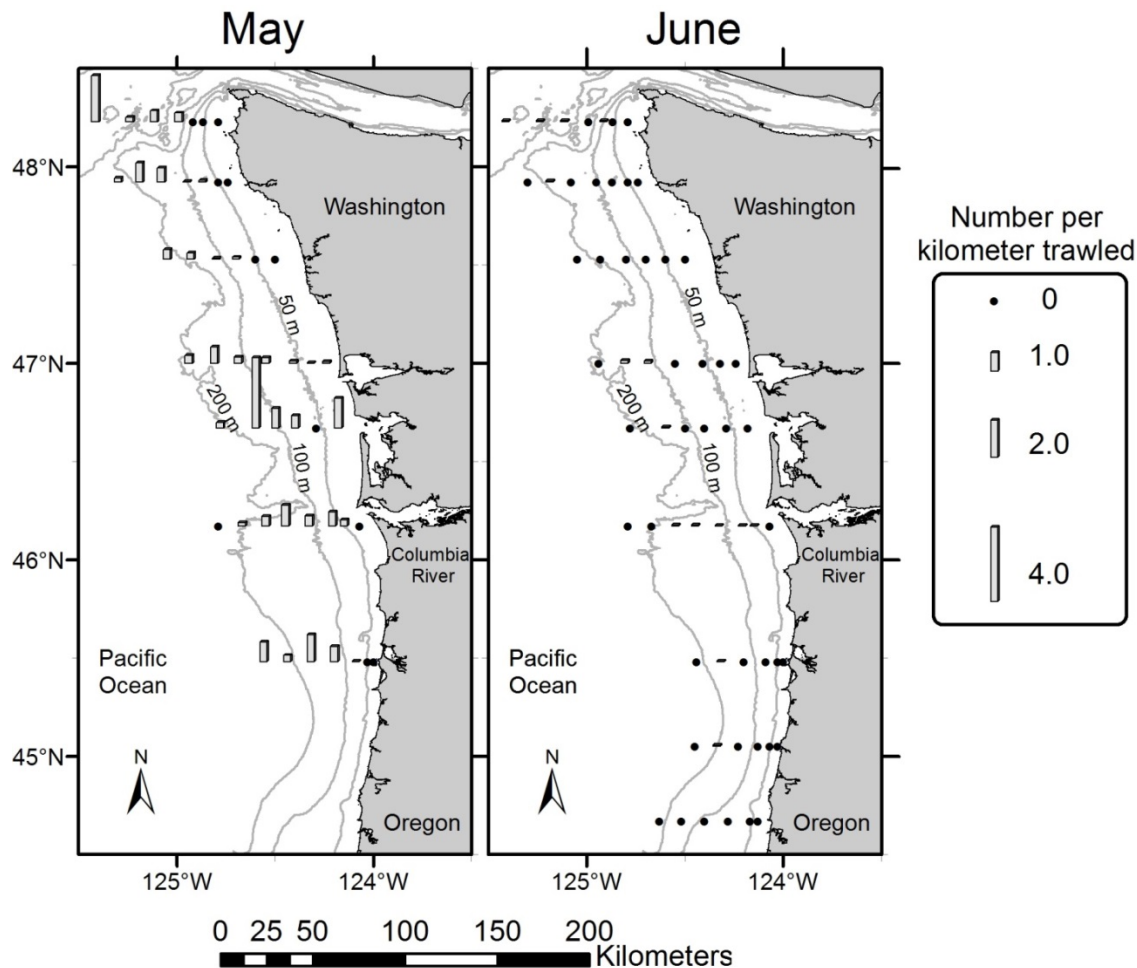 May
June
48°N
47°N
46°N
45°N
Washington
50 m
200 m
100 m
Columbia
River
Pacific
Ocean
N
Oregon
125°W
124°W
Washington
50 m
200 m
100 m
Columbia
River
Pacific
Ocean
N
Oregon
125°W
124°W
Number per
kilometer trawled
0
1.0
2.0
4.0
0 25 50 100 150 200
Kilometers